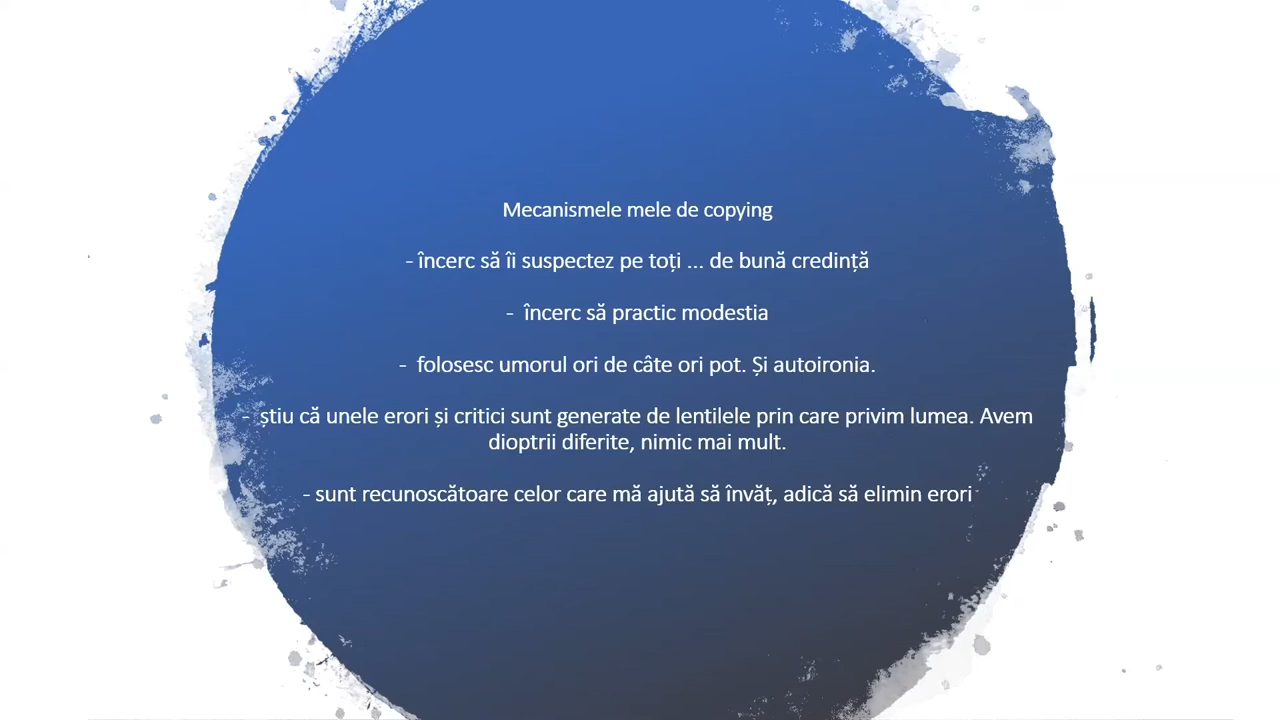 Mecanismele mele de copying
- încerc să îi suspectez pe toți ... de bună credință
- încerc să practic modestia
- folosesc umorul ori de câte ori pot. Și autoironia.
- știu că unele erori și critici sunt generate de lentilele prin care privim lumea. Avem
dioptrii diferite, nimic mai mult.
- sunt recunoscătoare celor care mă ajută să învăț, adică să elimin erori